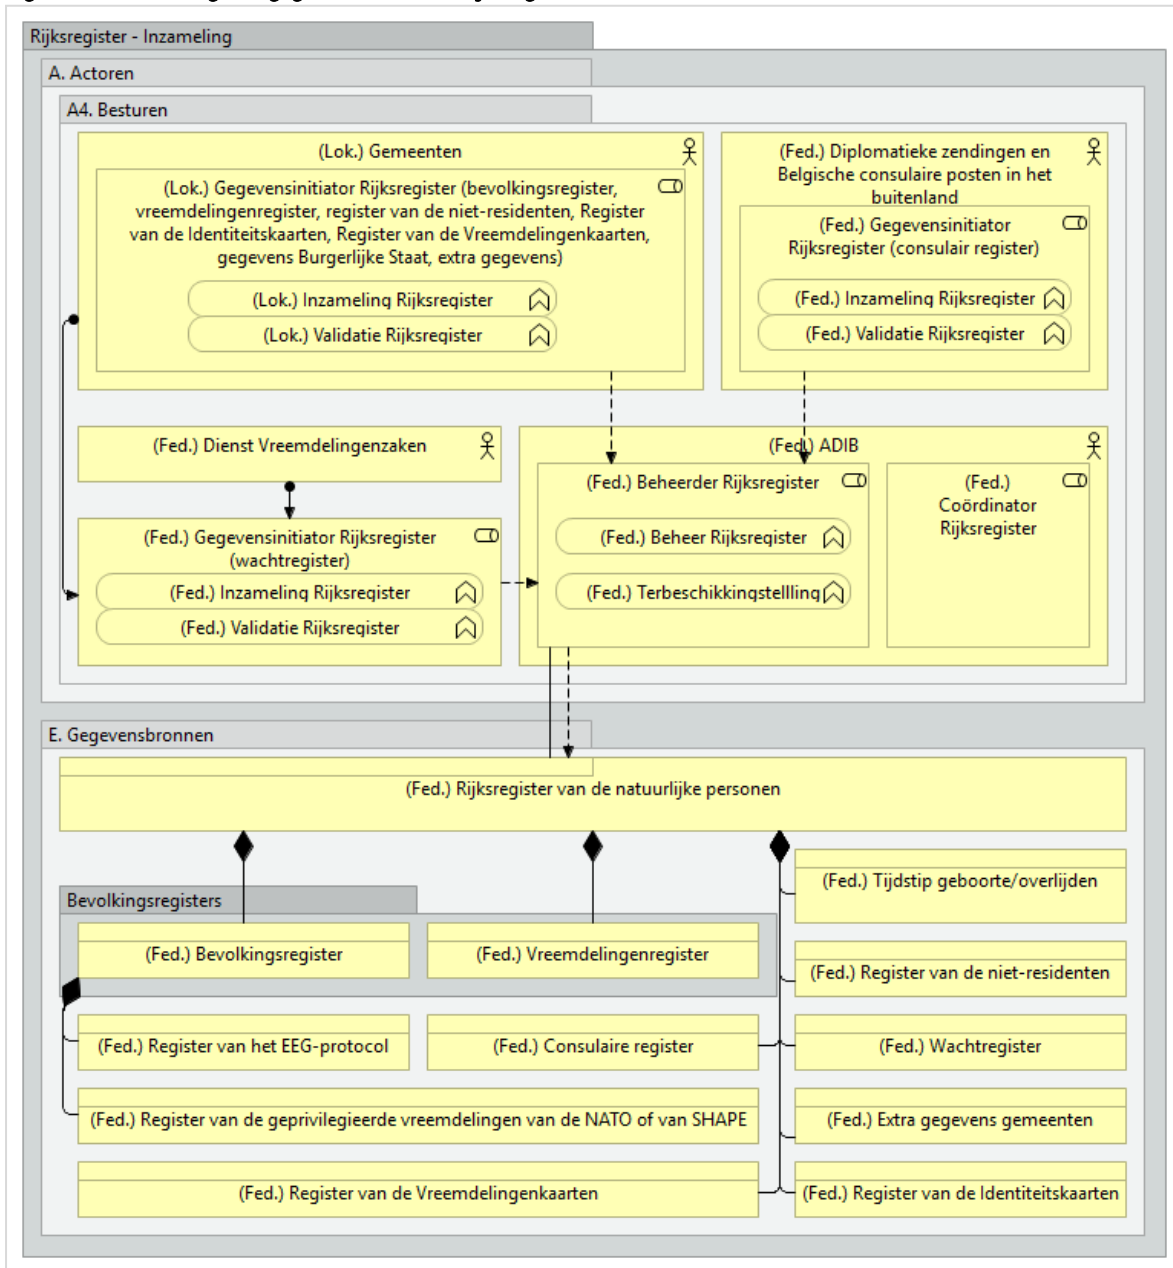 Rijksregister - Inzameling
A. Actoren
A4. Besturen
(Lok.) Gemeenten
(Lok.) Gegevensinitiator Rijksregister (bevolkingsregister,
vreemdelingenregister, register van de niet-residenten, Register
van de Identiteitskaarten, Register van de Vreemdelingenkaarten,
gegevens Burgerlijke Staat, extra gegevens)
(Lok.) Inzameling Rijksregister
(Lok.) Validatie Rijksregister
(Fed.) Diplomatieke zendingen en
Belgische consulaire posten in het
buitenland
(Fed.) Gegevensinitiator
Rijksregister (consulair register)
(Fed.) Inzameling Rijksregister
(Fed.) Validatie Rijksregister
(Fed.) Dienst Vreemdelingenzaken
(Fed.) Gegevensinitiator Rijksregister
(wachtregister)
(Fed.) Inzameling Rijksregister
(Fed.) Validatie Rijksregister
(Fed.) ADIB
(Fed.) Beheerder Rijksregister
(Fed.) Beheer Rijksregister
(Fed.) Terbeschikkingstellling
(Fed.)
Coördinator
Rijksregister
E. Gegevensbronnen
(Fed.) Rijksregister van de natuurlijke personen
(Fed.) Tijdstip geboorte/overlijden
Bevolkingsregisters
(Fed.) Bevolkingsregister
(Fed.) Vreemdelingenregister
(Fed.) Register van de niet-residenten
(Fed.) Register van het EEG-protocol
(Fed.) Consulaire register
(Fed.) Wachtregister
(Fed.) Register van de geprivilegieerde vreemdelingen van de NATO of van SHAPE
(Fed.) Extra gegevens gemeenten
(Fed.) Register van de Vreemdelingenkaarten
(Fed.) Register van de Identiteitskaarten